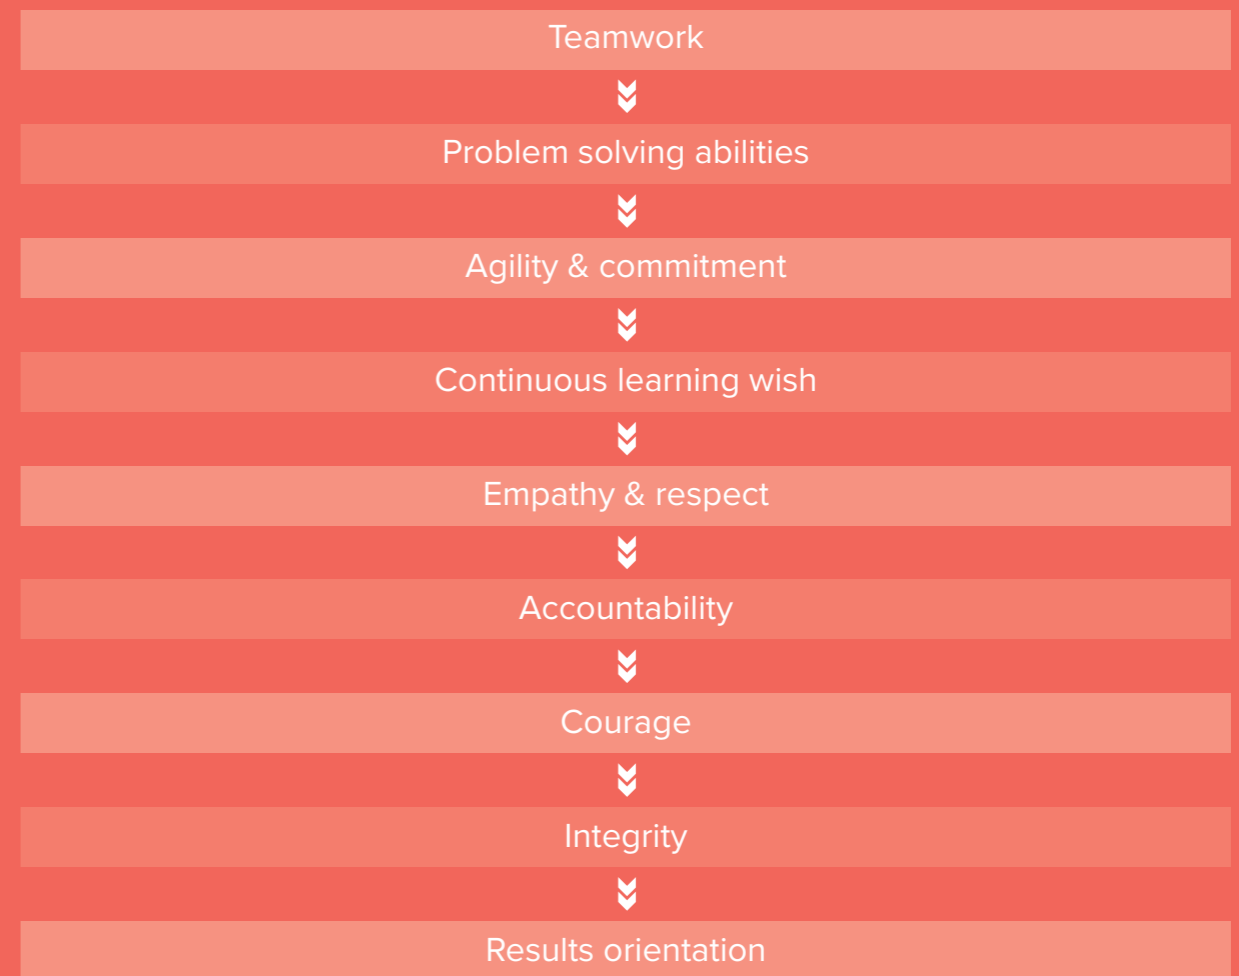 Teamwork
Problem solving abilities
Agility & commitment
Continuous learning wish
Empathy & respect
Accountability
Courage
Integrity
Results orientation